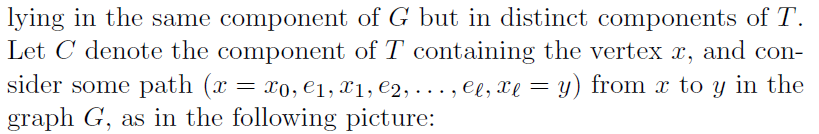 lying in the same component of G but in distinct components of T.
Let C denote the component of T containing the vertex x, and con-
sider some path (x = x₀, e₁, x₁, e₂, . . . , eℓ, xℓ = y) from x to y in the
graph G, as in the following picture: